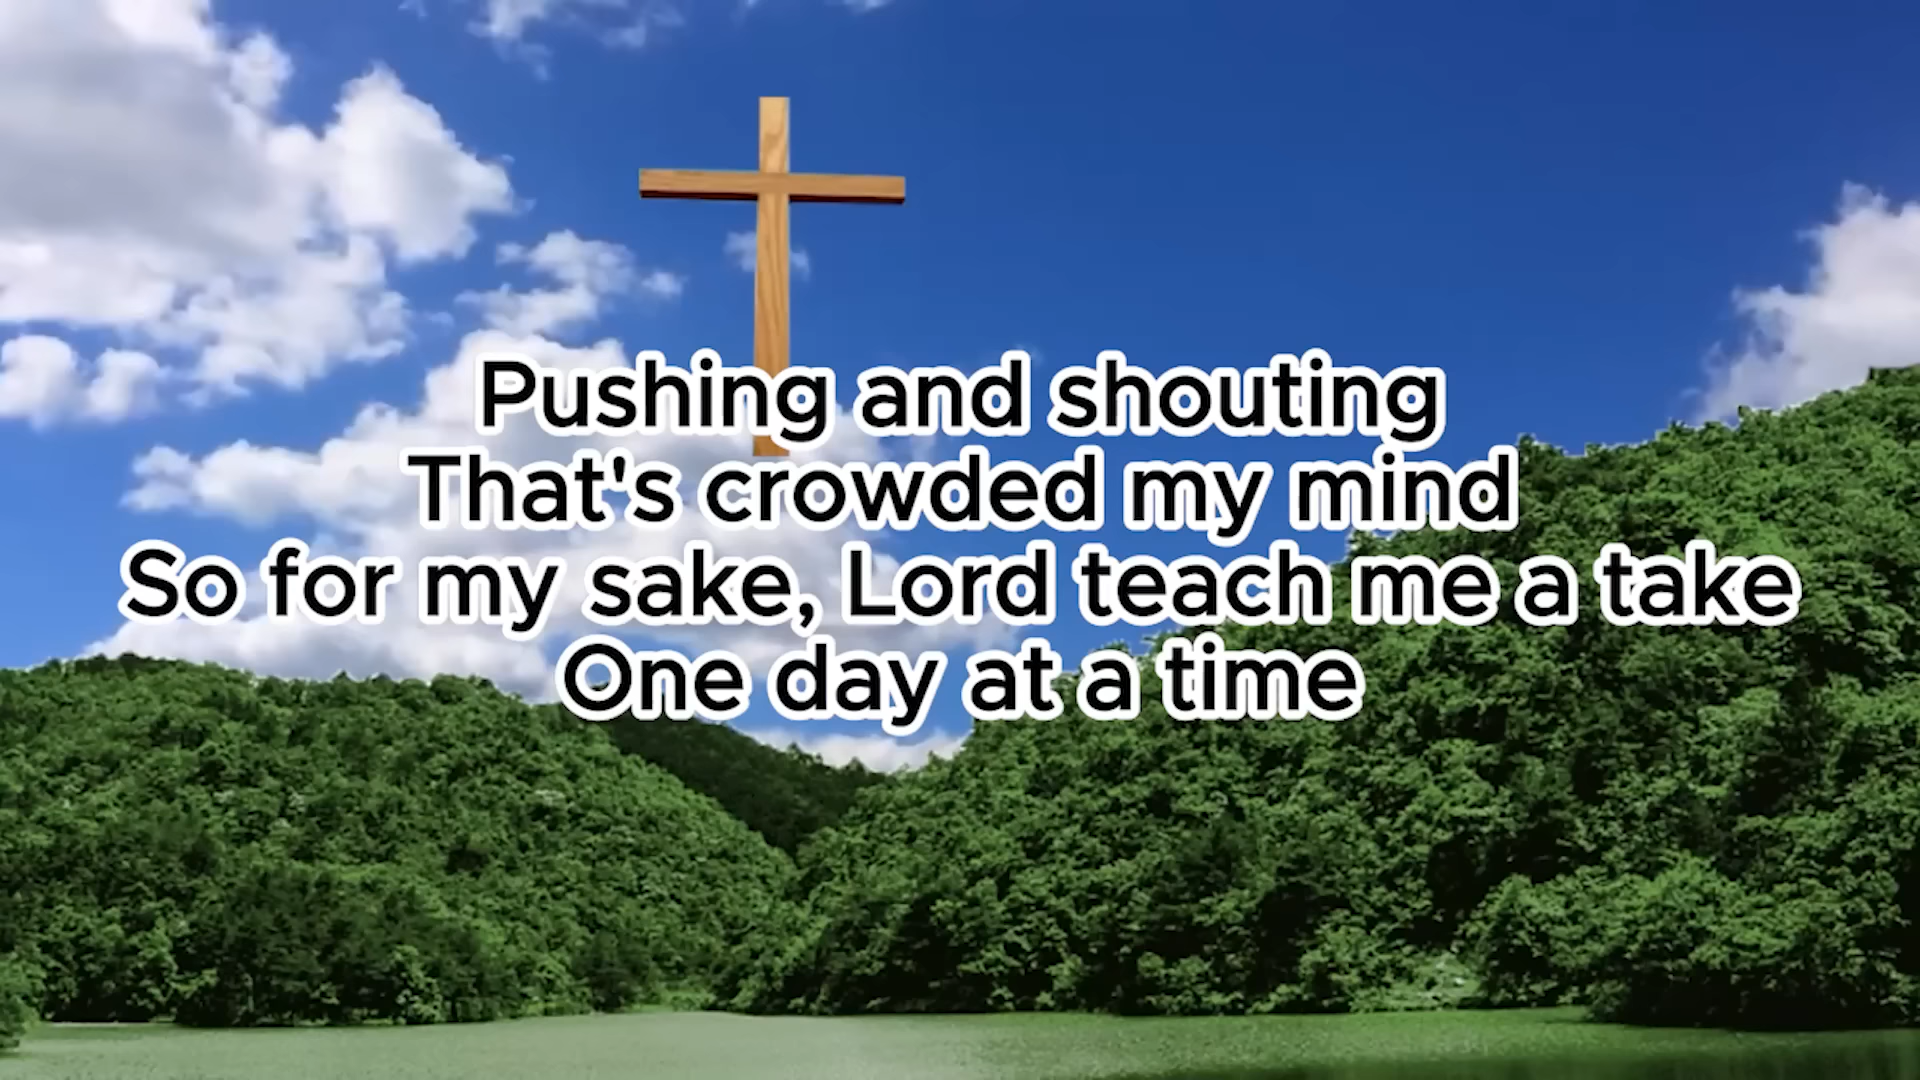 Pushing and shouting
That's crowded my mind
So for my sake, Lord teach me a take
One day at a time